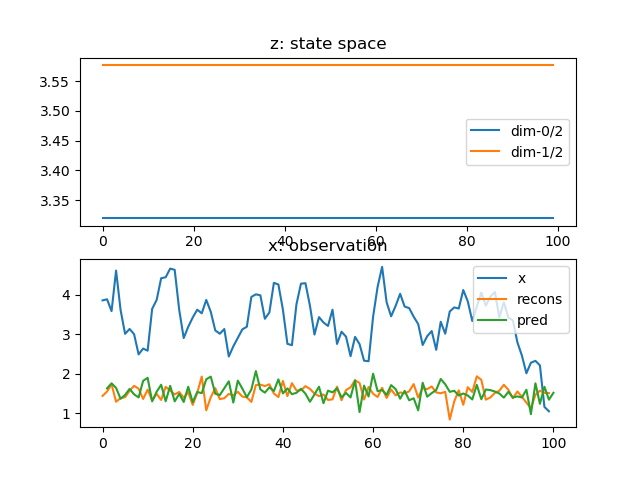 z: state space
3.55
3.50
3.45
3.40
3.35
dim-0/2
dim-1/2
0 20 40 60 80 100
x: observation
4
3
2
1
x
recons
pred
0 20 40 60 80 100